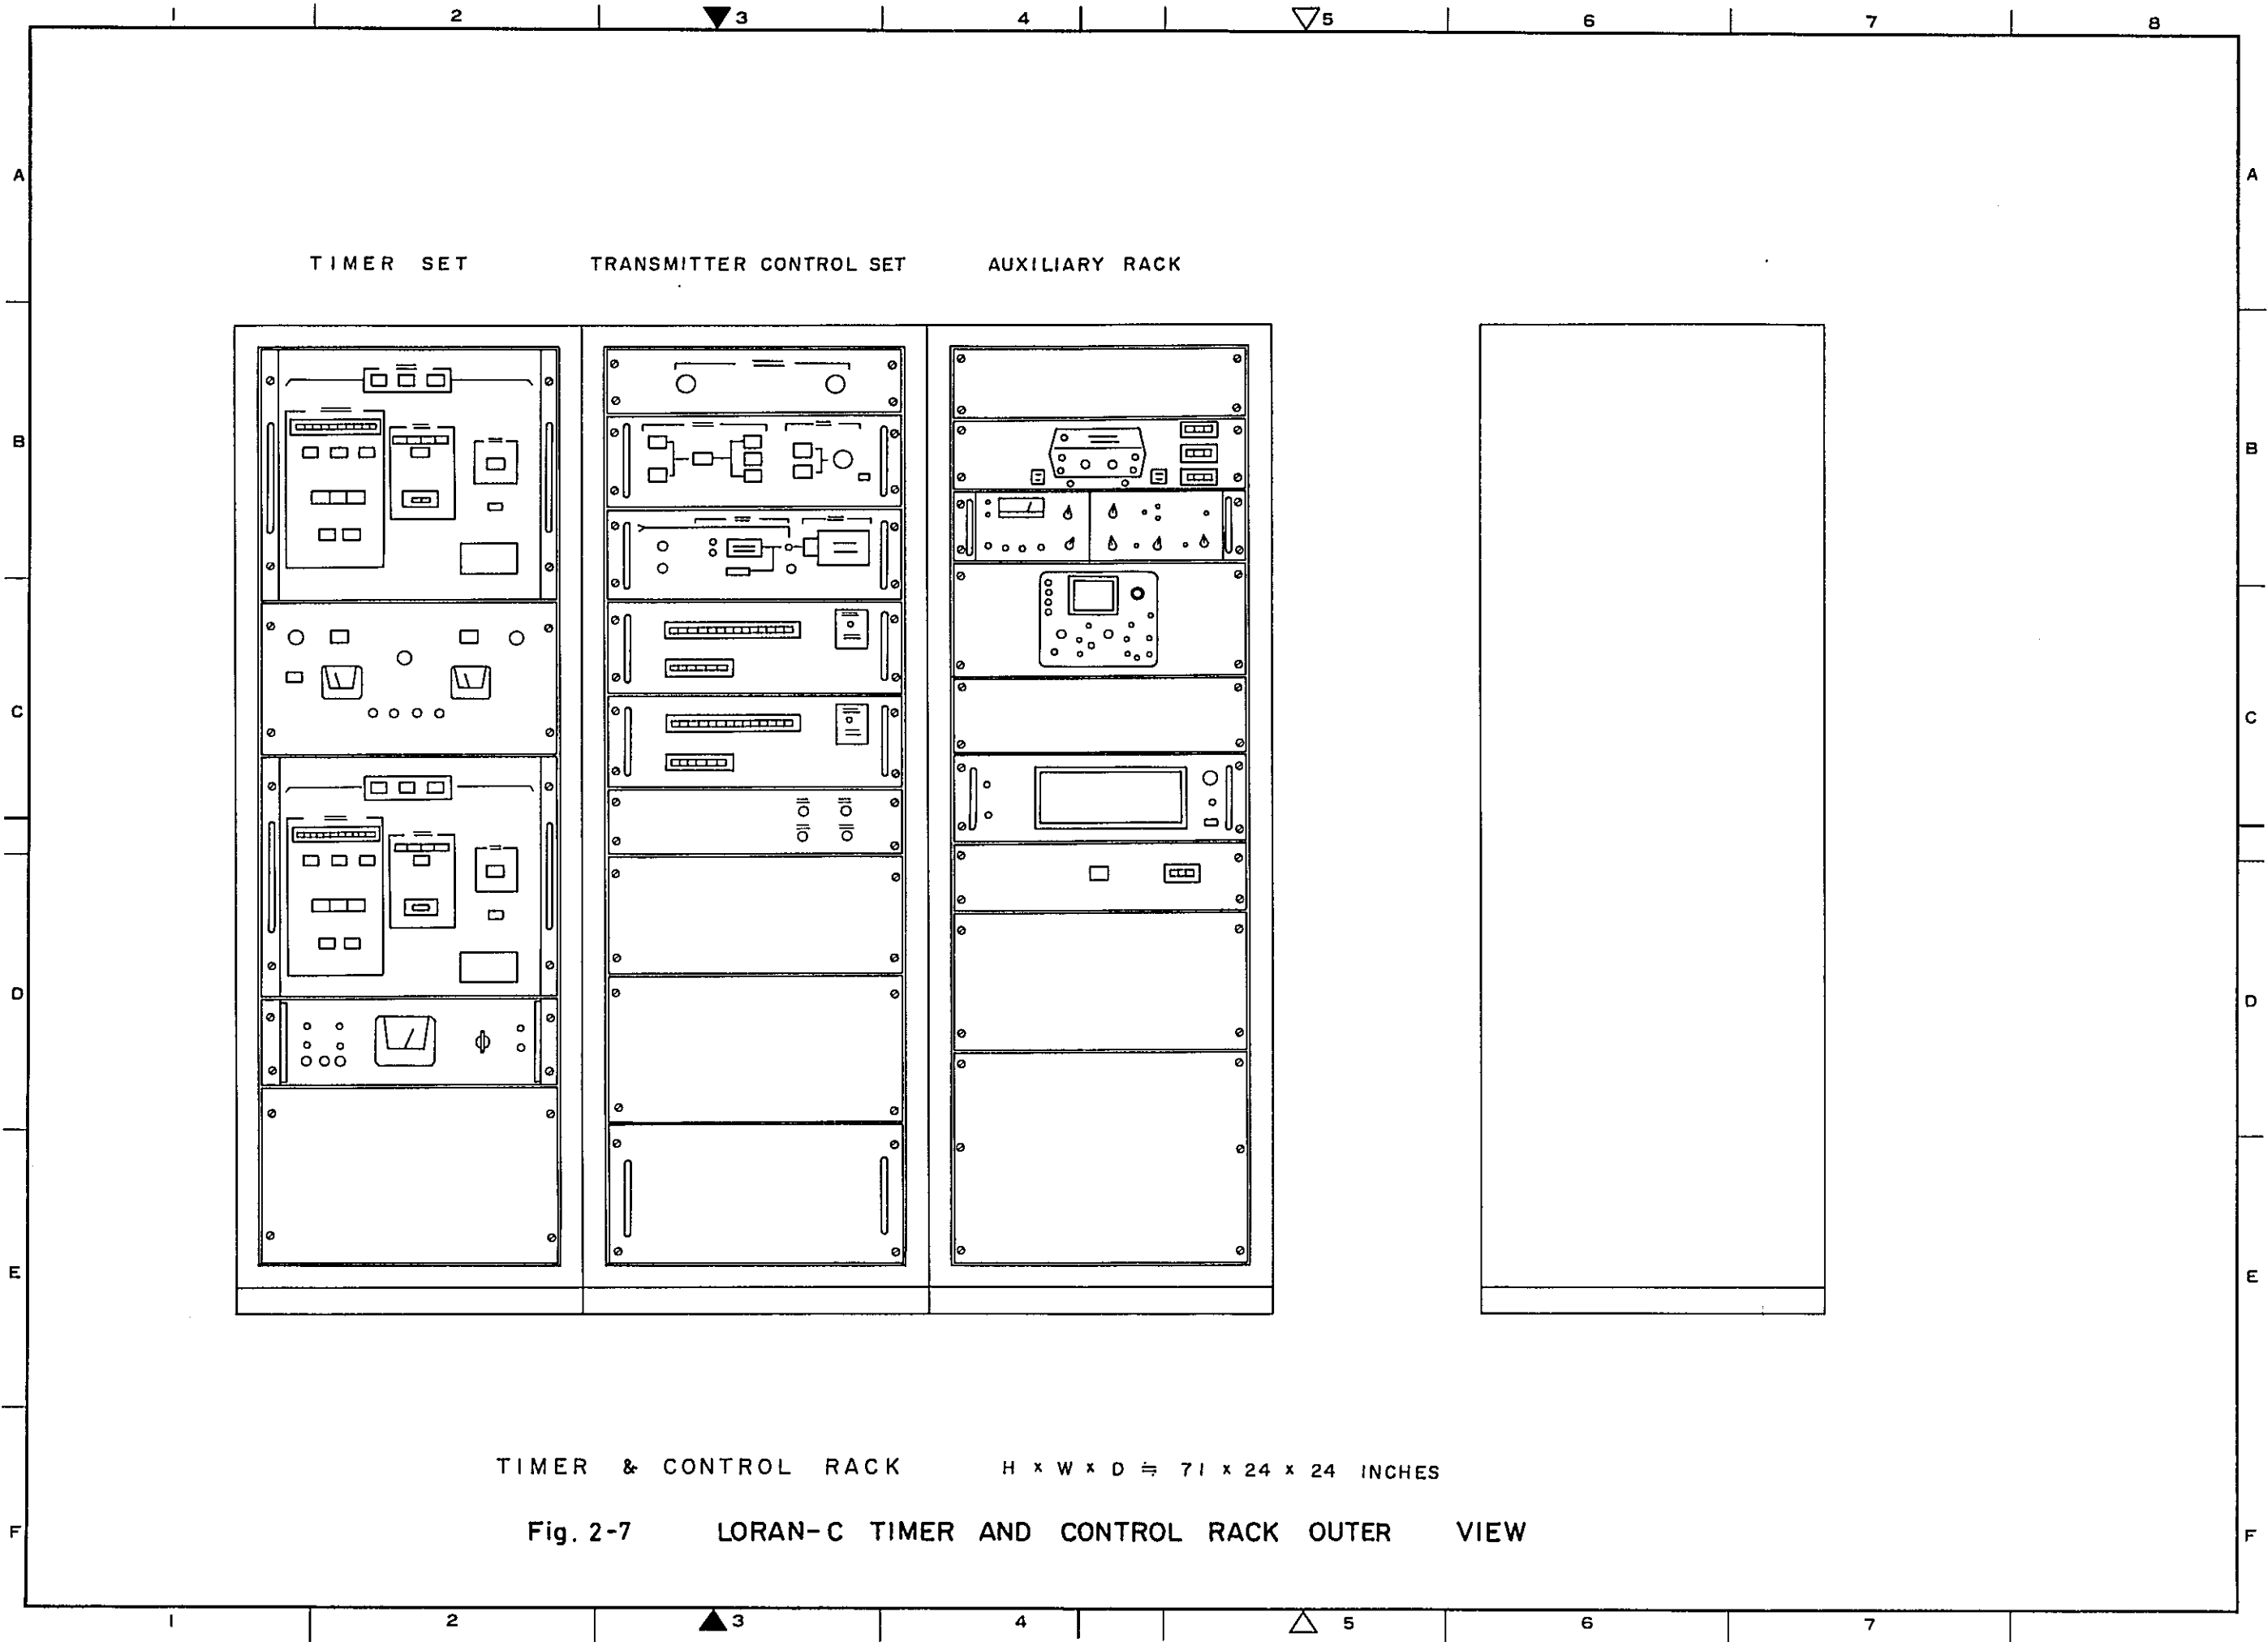 1 2 3 4 5 6 7 8
A A
TIMER SET TRANSMITTER CONTROL SET AUXILIARY RACK
B B
C C
D D
E E
TIMER & CONTROL RACK H x W x D ≒ 71 x 24 x 24 INCHES
Fig. 2-7 LORAN-C TIMER AND CONTROL RACK OUTER VIEW
F F
1 2 3 4 5 6 7